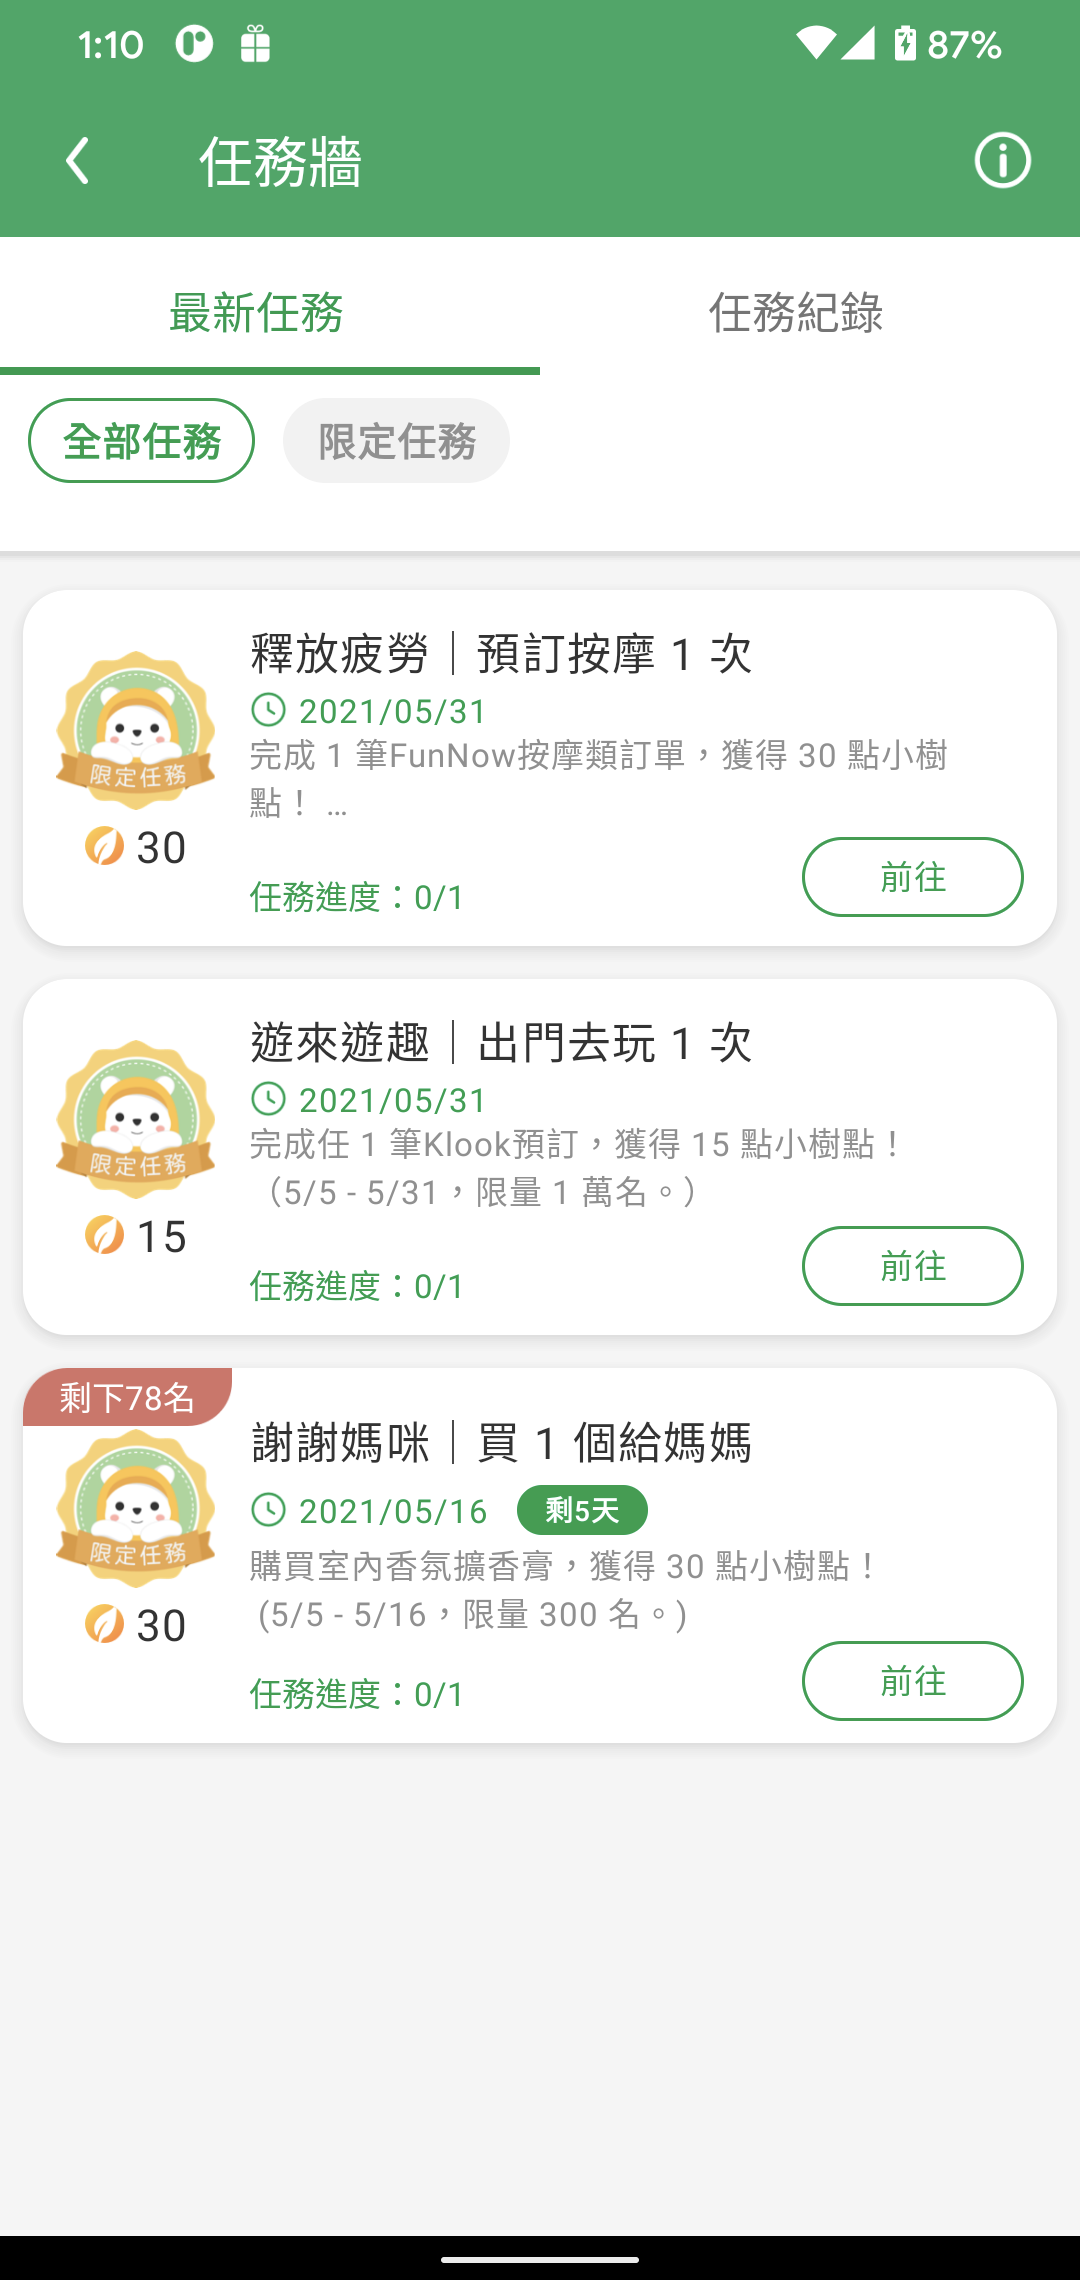 1:10
87%
任務牆
最新任務
任務紀錄
全部任務
限定任務
釋放疲勞｜預訂按摩 1 次
2021/05/31
完成 1 筆FunNow按摩類訂單，獲得 30 點小樹
點！ …
限定任務
30
任務進度：0/1
前往
遊來遊趣｜出門去玩 1 次
2021/05/31
完成任 1 筆Klook預訂，獲得 15 點小樹點！
（5/5 - 5/31，限量 1 萬名。）
限定任務
15
任務進度：0/1
前往
剩下78名
謝謝媽咪｜買 1 個給媽媽
2021/05/16
剩5天
購買室內香氛擴香膏，獲得 30 點小樹點！
(5/5 - 5/16，限量 300 名。)
限定任務
30
任務進度：0/1
前往